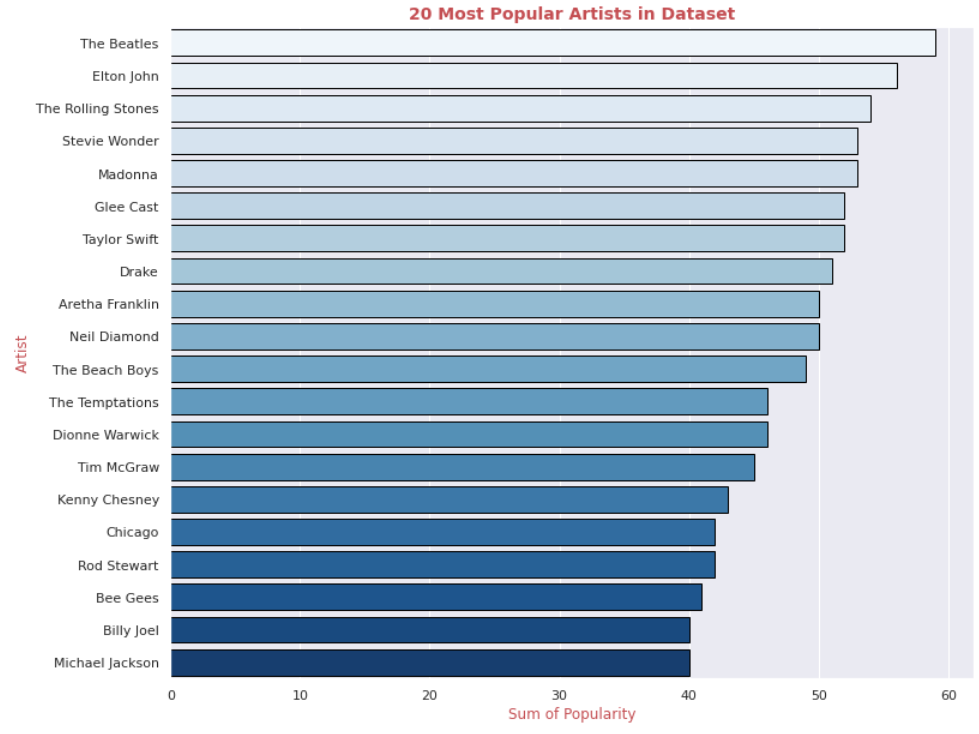 20 Most Popular Artists in Dataset
The Beatles
Elton John
The Rolling Stones
Stevie Wonder
Madonna
Glee Cast
Taylor Swift
Drake
Aretha Franklin
Neil Diamond
The Beach Boys
The Temptations
Dionne Warwick
Tim McGraw
Kenny Chesney
Chicago
Rod Stewart
Bee Gees
Billy Joel
Michael Jackson
Artist
0 10 20 30 40 50 60
Sum of Popularity